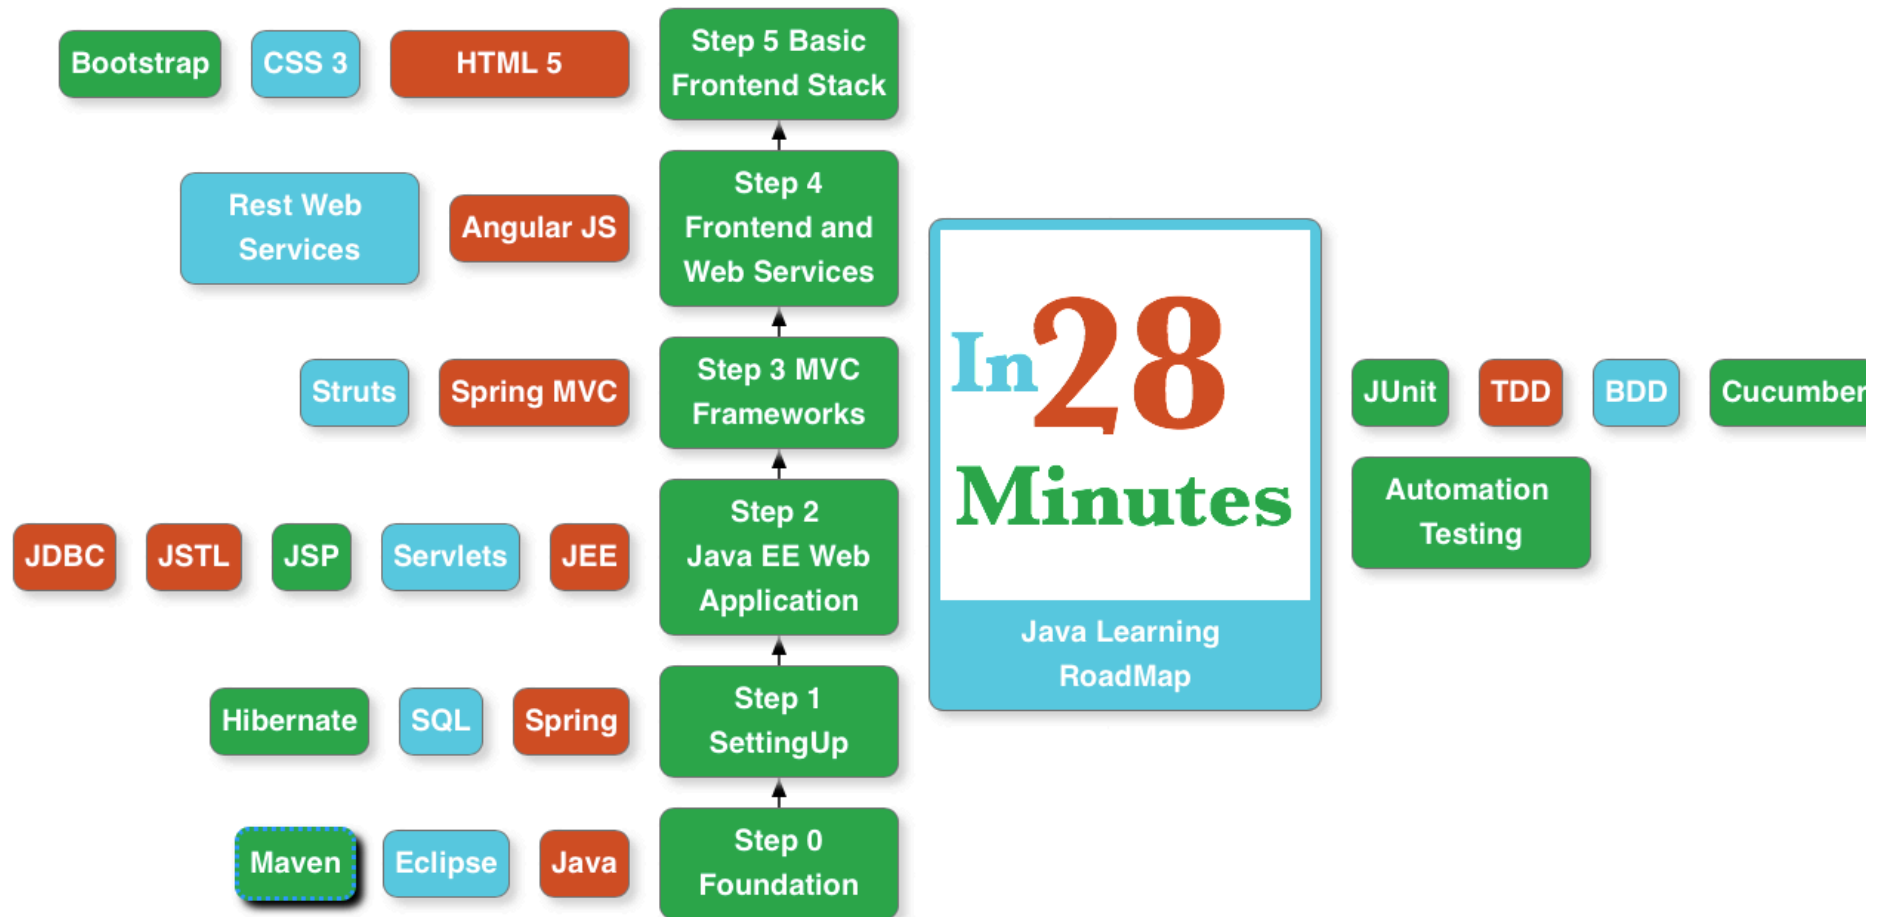 Bootstrap
CSS 3
HTML 5
Step 5 Basic
Frontend Stack
Rest Web
Services
Angular JS
Step 4
Frontend and
Web Services
Struts
Spring MVC
Step 3 MVC
Frameworks
JDBC
JSTL
JSP
Servlets
JEE
Step 2
Java EE Web
Application
Hibernate
SQL
Spring
Step 1
SettingUp
Maven
Eclipse
Java
Step 0
Foundation
In28
Minutes
Java Learning
RoadMap
JUnit
TDD
BDD
Cucumber
Automation
Testing